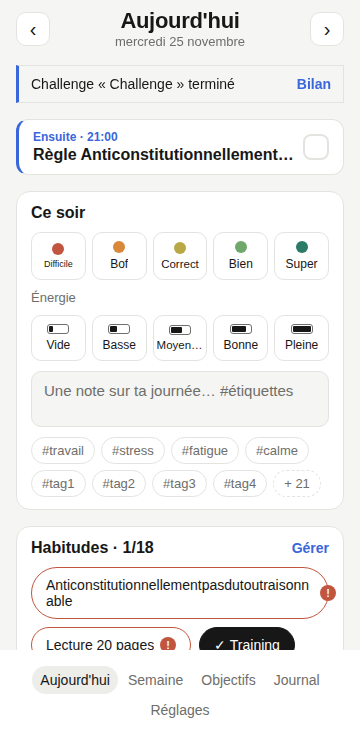 ‹ Aujourd'hui ›
mercredi 25 novembre
Challenge « Challenge » terminé Bilan
Ensuite · 21:00
Règle Anticonstitutionnellement…
Ce soir
Difficile Bof Correct Bien Super
Énergie
Vide Basse Moyen… Bonne Pleine
Une note sur ta journée… #étiquettes
#travail #stress #fatigue #calme
#tag1 #tag2 #tag3 #tag4 + 21
Habitudes · 1/18 Gérer
Anticonstitutionnellementpasdutoutraisonn
able !
Lecture 20 pages ! ✓ Training
Aujourd'hui Semaine Objectifs Journal
Réglages